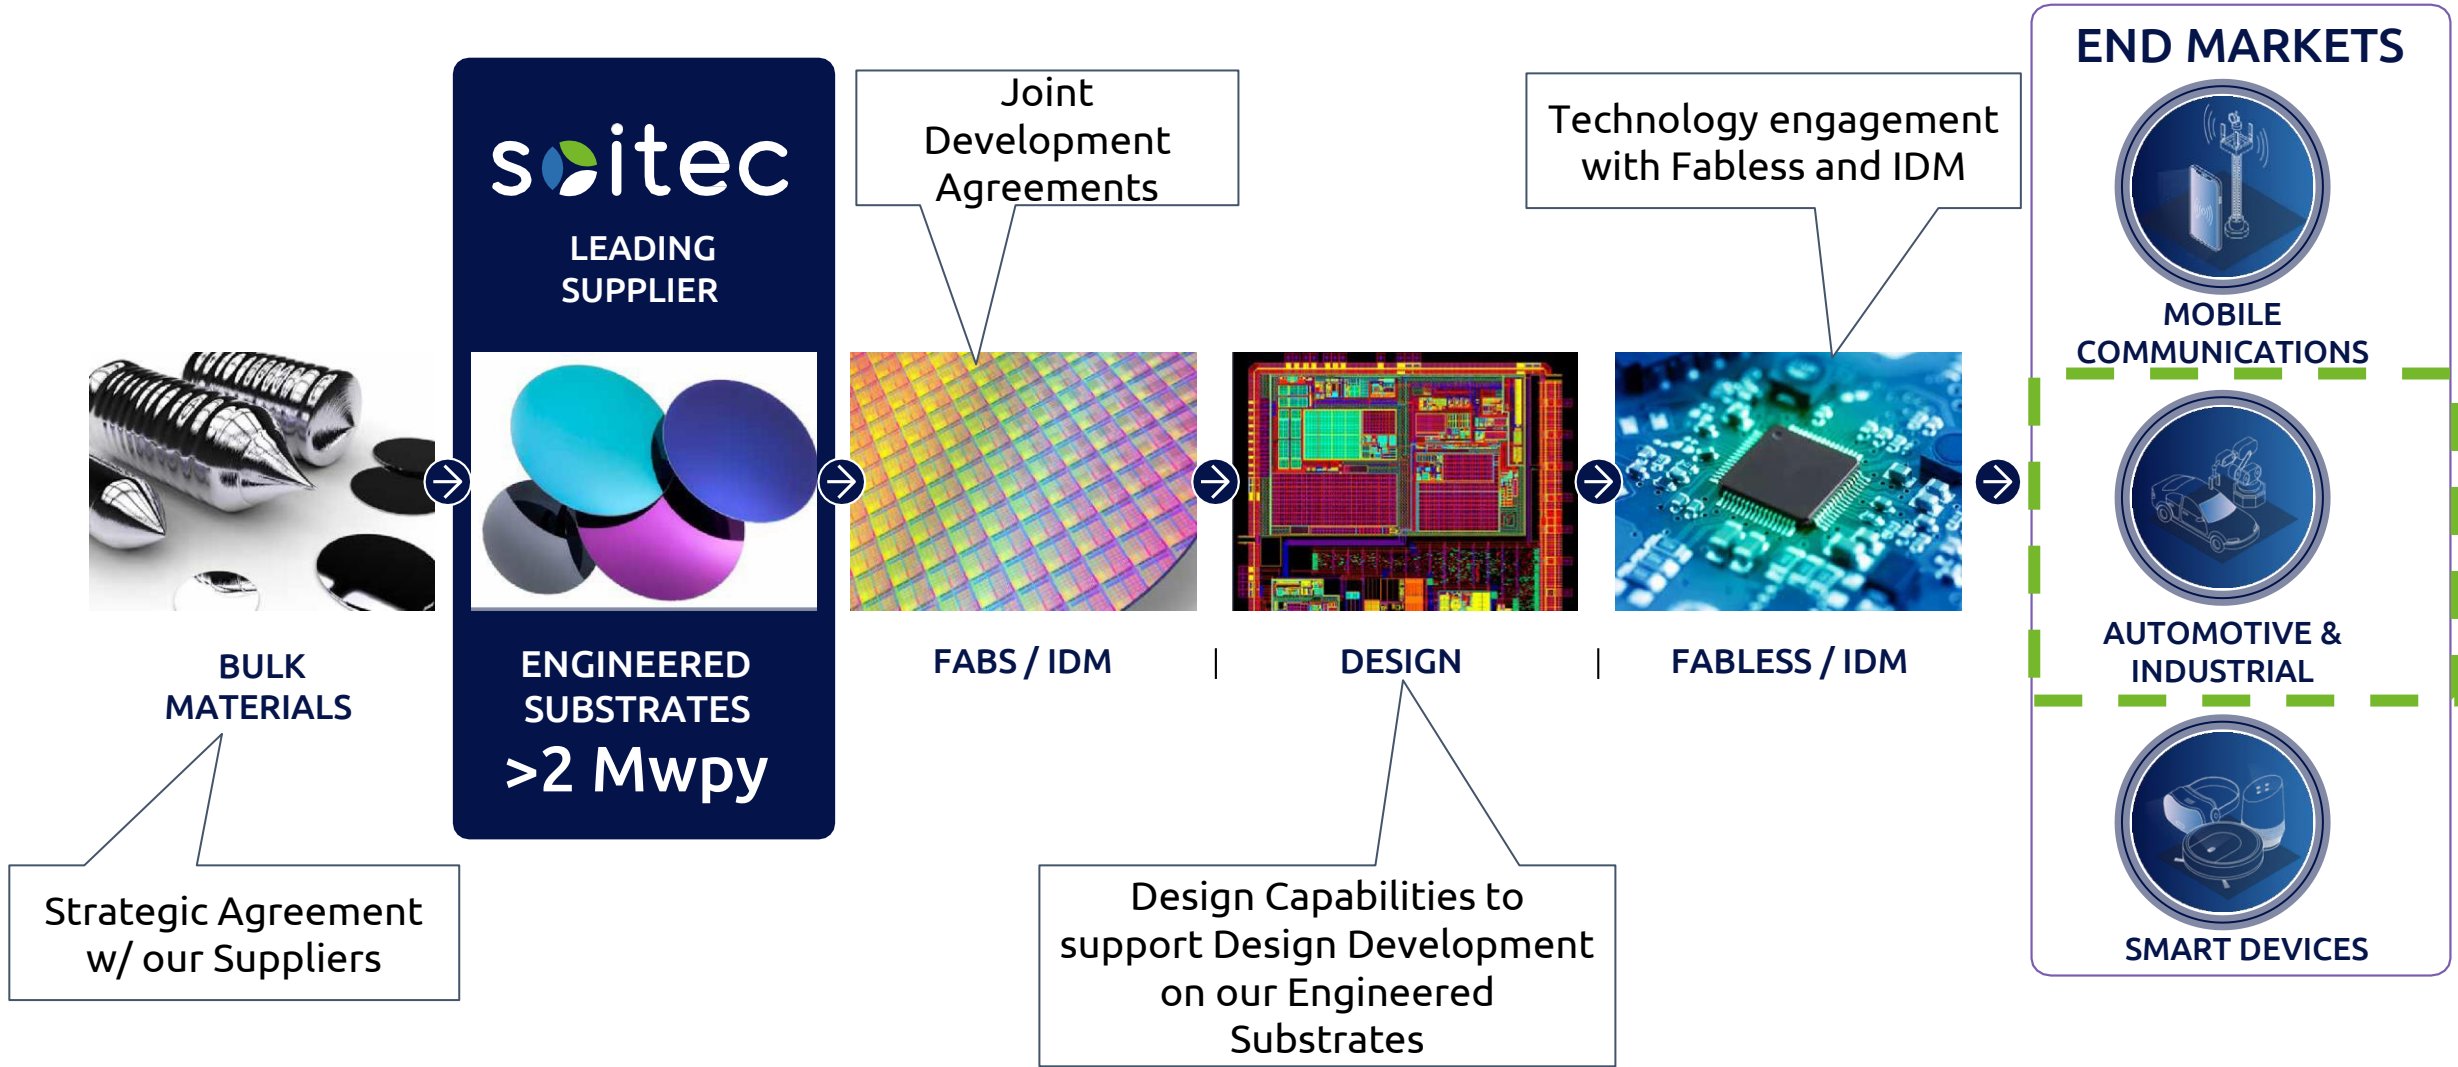 soitec
LEADING
SUPPLIER
Joint
Development
Agreements
Technology engagement
with Fabless and IDM
END MARKETS
MOBILE
COMMUNICATIONS
AUTOMOTIVE &
INDUSTRIAL
SMART DEVICES
BULK
MATERIALS
ENGINEERED
SUBSTRATES
>2 Mwpy
FABS / IDM | DESIGN | FABLESS / IDM
Strategic Agreement
w/ our Suppliers
Design Capabilities to
support Design Development
on our Engineered
Substrates